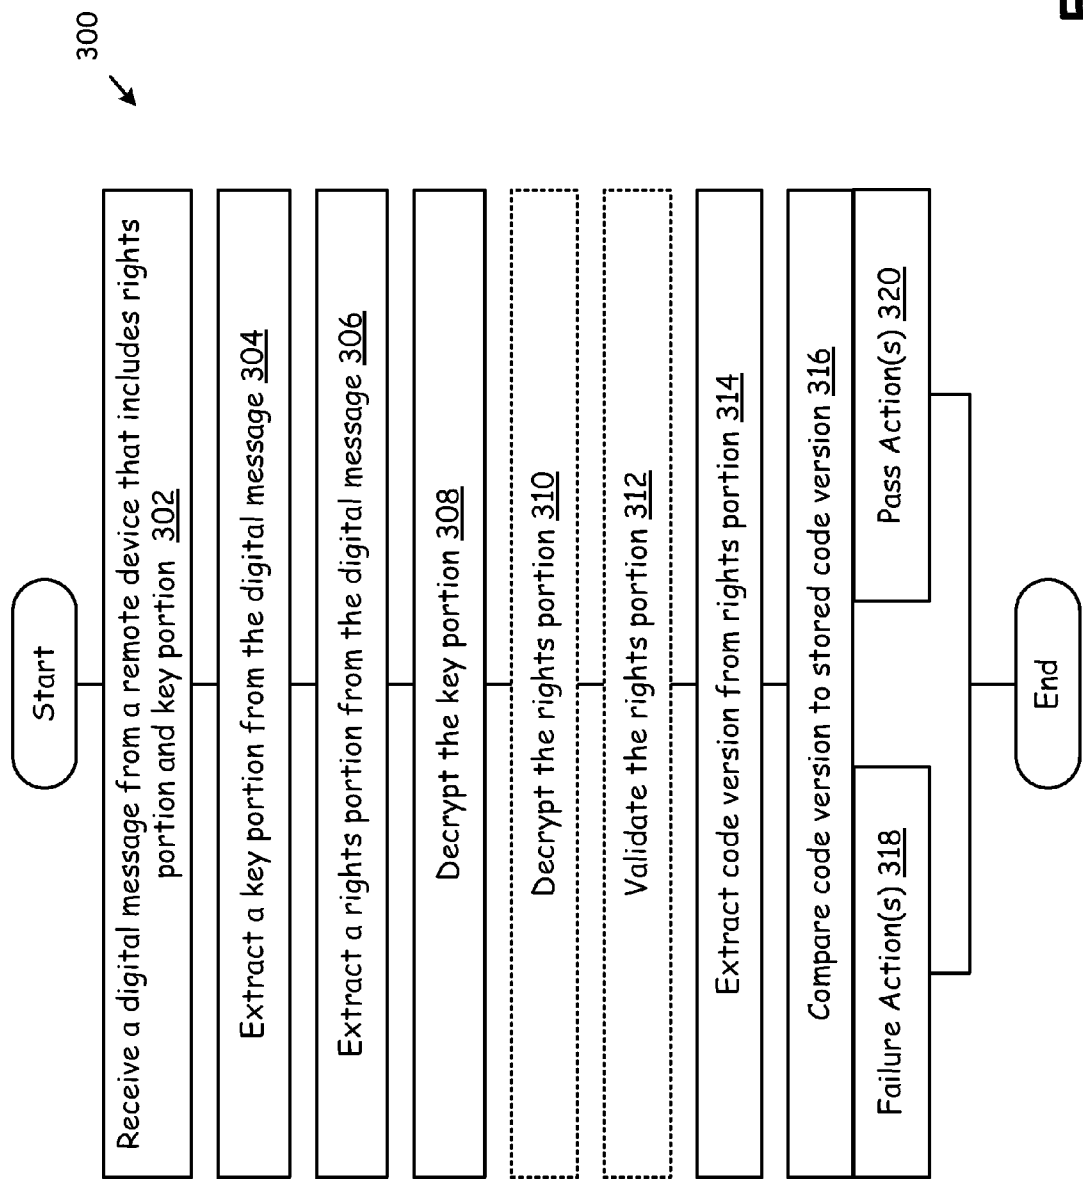 300
Start
Receive a digital message from a remote device that includes rights
portion and key portion 302
Extract a key portion from the digital message 304
Extract a rights portion from the digital message 306
Decrypt the key portion 308
Decrypt the rights portion 310
Validate the rights portion 312
Extract code version from rights portion 314
Compare code version to stored code version 316
Failure Action(s) 318
Pass Action(s) 320
End